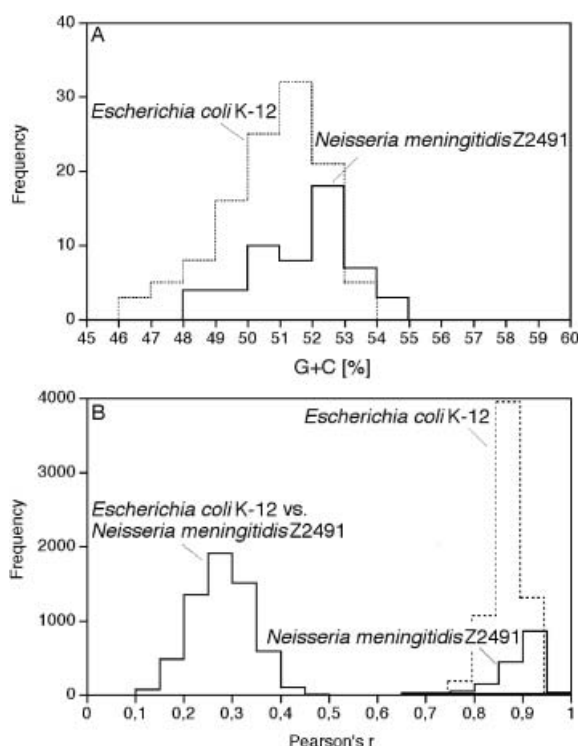 A
40
Escherichia coli K-12
30
Neisseria meningitidis Z2491
Frequency
20
10
0
45 46 47 48 49 50 51 52 53 54 55 56 57 58 59 60
G+C [%]
B
4000
Escherichia coli K-12
3000
Escherichia coli K-12 vs.
Neisseria meningitidis Z2491
Frequency
2000
1000
Neisseria meningitidis Z2491
0
0 0,1 0,2 0,3 0,4 0,5 0,6 0,7 0,8 0,9 1
Pearson's r